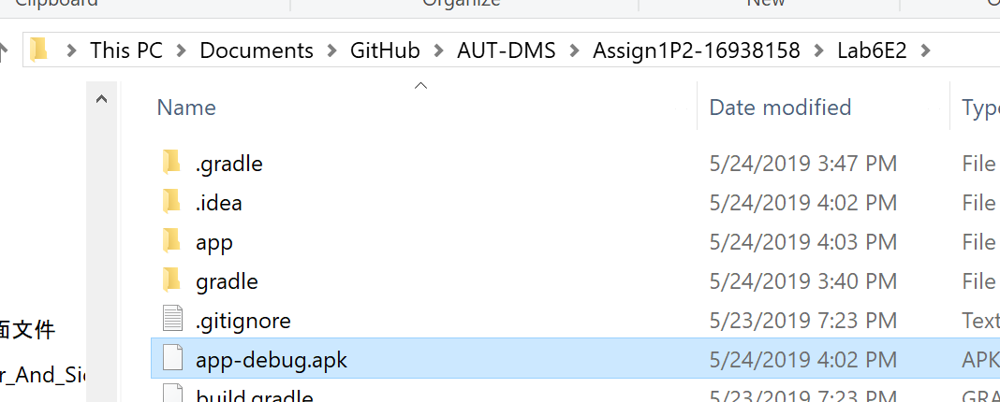 Clipboard Organize New
This PC > Documents > GitHub > AUT-DMS > Assign1P2-16938158 > Lab6E2 >
Name Date modified Type
.gradle 5/24/2019 3:47 PM File
.idea 5/24/2019 4:02 PM File
app 5/24/2019 4:03 PM File
gradle 5/24/2019 3:40 PM File
.gitignore 5/23/2019 7:23 PM Text
面文件
app-debug.apk 5/24/2019 4:02 PM APK
r_And_Sic
build.gradle 5/23/2019 7:23 PM GRA